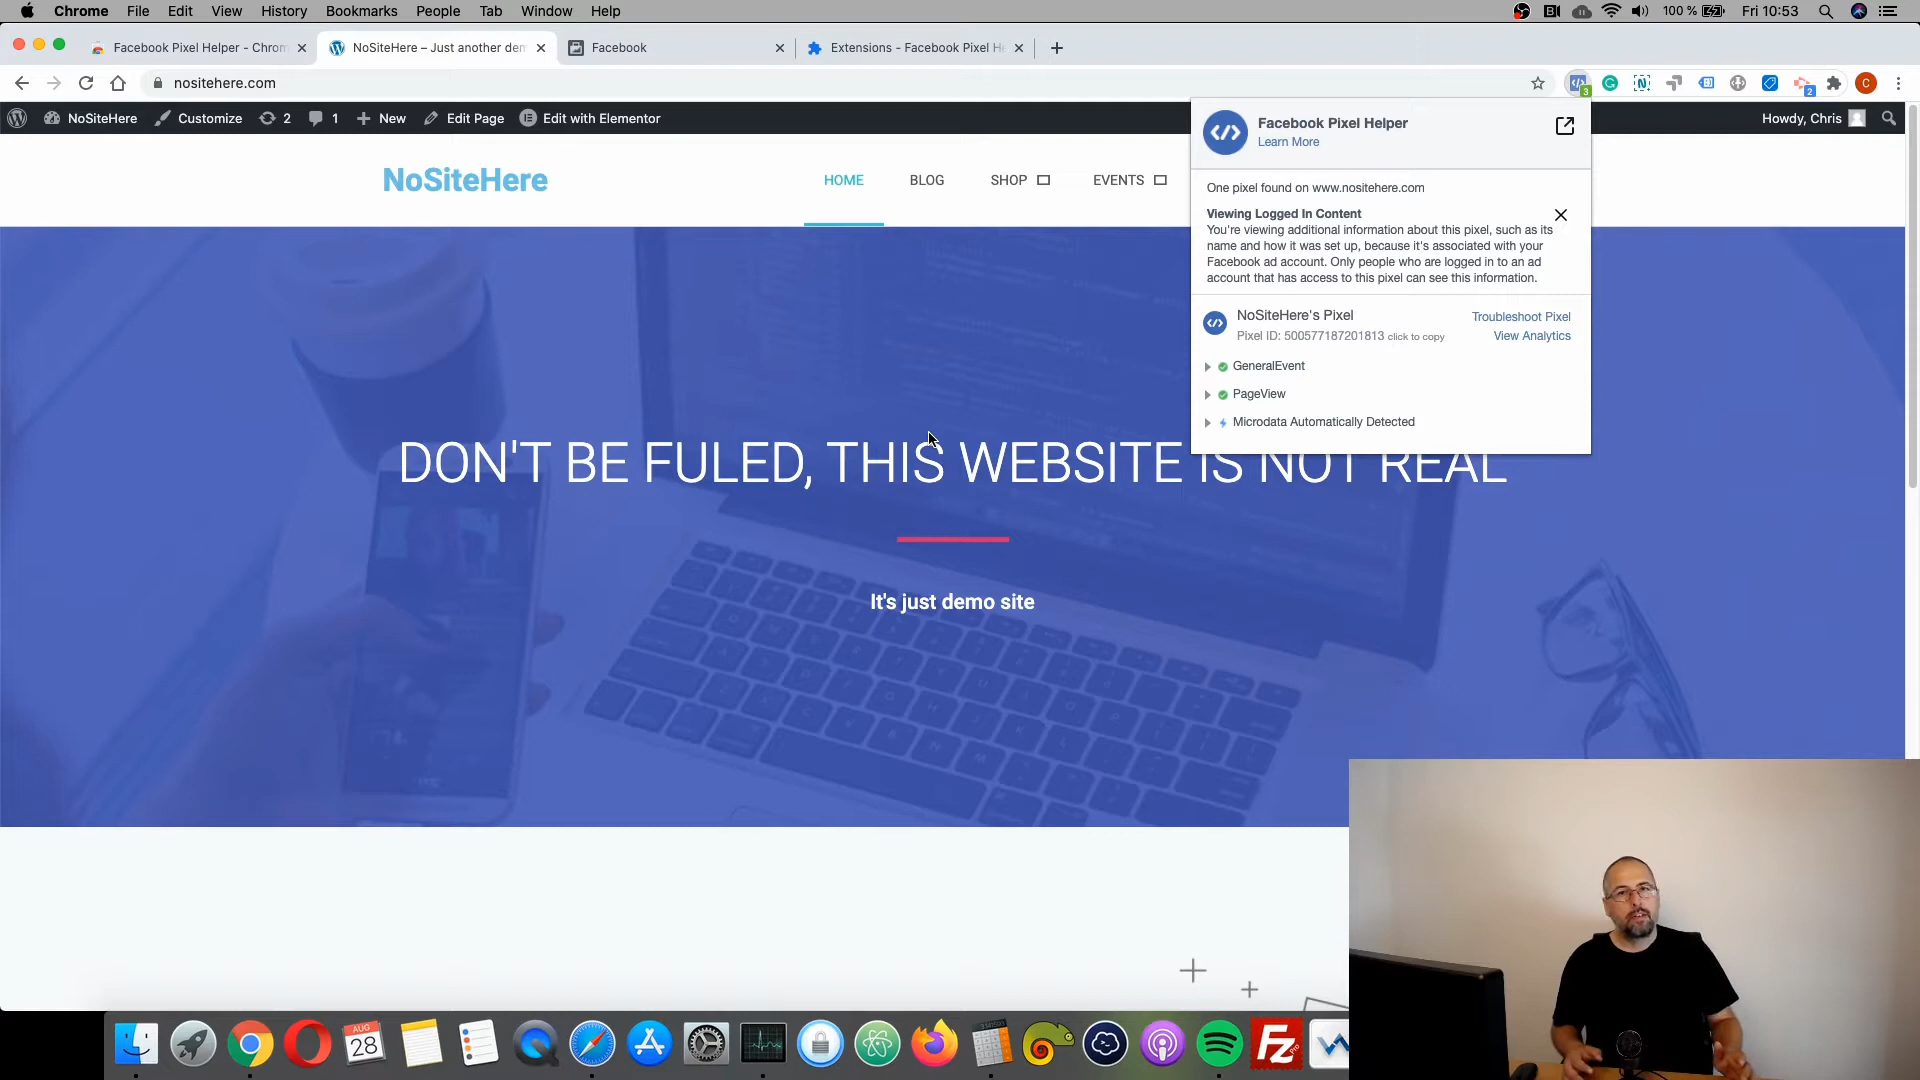 Chrome File Edit View History Bookmarks People Tab Window Help 100 % Fri 10:53
Facebook Pixel Helper - Chrom NoSiteHere – Just another dem Facebook Extensions - Facebook Pixel He
nositehere.com
3
2
NoSiteHere Customize 2 1 New Edit Page Edit with Elementor Howdy, Chris
NoSiteHere HOME BLOG SHOP EVENTS
Facebook Pixel Helper
Learn More
One pixel found on www.nositehere.com
Viewing Logged In Content
You're viewing additional information about this pixel, such as its
name and how it was set up, because it's associated with your
Facebook ad account. Only people who are logged in to an ad
account that has access to this pixel can see this information.
NoSiteHere's Pixel Troubleshoot Pixel
Pixel ID: 500577187201813 click to copy View Analytics
GeneralEvent
PageView
Microdata Automatically Detected
DON'T BE FULED, THIS WEBSITE IS NOT REAL
It's just demo site
AUG
28
Fz
Pro